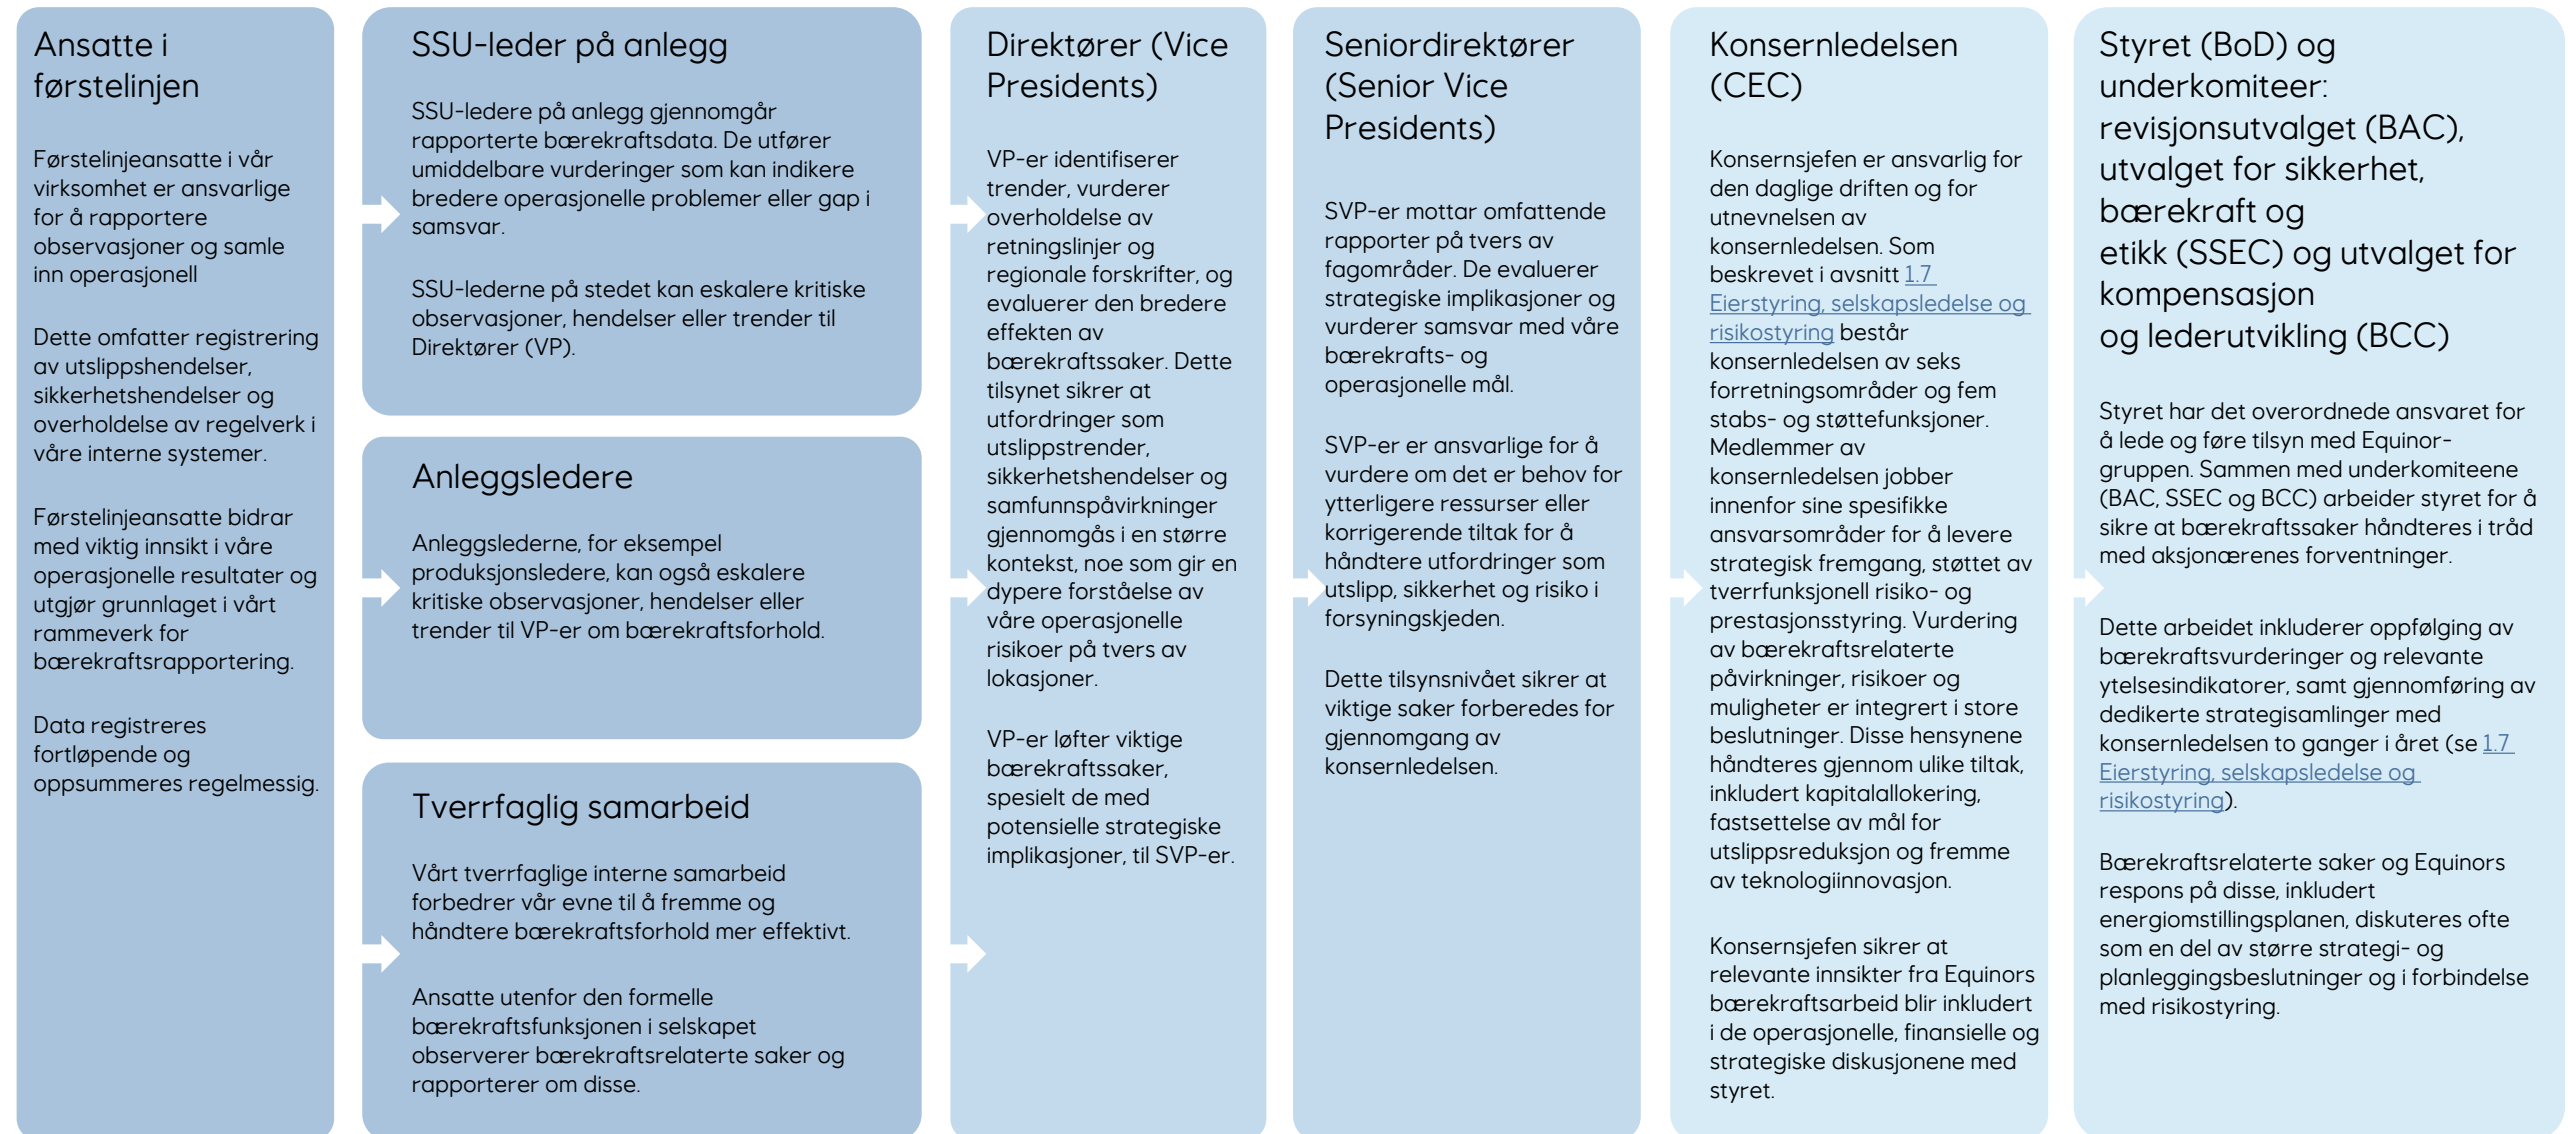 Ansatte i
førstelinjen
Førstelinjeansatte i vår
virksomhet er ansvarlige
for å rapportere
observasjoner og samle
inn operasjonell
Dette omfatter registrering
av utslippshendelser,
sikkerhetshendelser og
overholdelse av regelverk i
våre interne systemer.
Førstelinjeansatte bidrar
med viktig innsikt i våre
operasjonelle resultater og
utgjør grunnlaget i vårt
rammeverk for
bærekraftsrapportering.
Data registreres
fortløpende og
oppsummeres regelmessig.
SSU-leder på anlegg
SSU-ledere på anlegg gjennomgår
rapporterte bærekraftsdata. De utfører
umiddelbare vurderinger som kan indikere
bredere operasjonelle problemer eller gap i
samsvar.
SSU-lederne på stedet kan eskalere kritiske
observasjoner, hendelser eller trender til
Direktører (VP).
Anleggsledere
Anleggslederne, for eksempel
produksjonsledere, kan også eskalere
kritiske observasjoner, hendelser eller
trender til VP-er om bærekraftsforhold.
Tverrfaglig samarbeid
Vårt tverrfaglige interne samarbeid
forbedrer vår evne til å fremme og
håndtere bærekraftsforhold mer effektivt.
Ansatte utenfor den formelle
bærekraftsfunksjonen i selskapet
observerer bærekraftsrelaterte saker og
rapporterer om disse.
Direktører (Vice
Presidents)
VP-er identifiserer
trender, vurderer
overholdelse av
retningslinjer og
regionale forskrifter, og
evaluerer den bredere
effekten av
bærekraftssaker. Dette
tilsynet sikrer at
utfordringer som
utslippstrender,
sikkerhetshendelser og
samfunnspåvirkninger
gjennomgås i en større
kontekst, noe som gir en
dypere forståelse av
våre operasjonelle
risikoer på tvers av
lokasjoner.
VP-er løfter viktige
bærekraftssaker,
spesielt de med
potensielle strategiske
implikasjoner, til SVP-er.
Seniordirektører
(Senior Vice
Presidents)
SVP-er mottar omfattende
rapporter på tvers av
fagområder. De evaluerer
strategiske implikasjoner og
vurderer samsvar med våre
bærekrafts- og
operasjonelle mål.
SVP-er er ansvarlige for å
vurdere om det er behov for
ytterligere ressurser eller
korrigerende tiltak for å
håndtere utfordringer som
utslipp, sikkerhet og risiko i
forsyningskjeden.
Dette tilsynsnivået sikrer at
viktige saker forberedes for
gjennomgang av
konsernledelsen.
Konsernledelsen
(CEC)
Konsernsjefen er ansvarlig for
den daglige driften og for
utnevnelsen av
konsernledelsen. Som
beskrevet i avsnitt 1.7
Eierstyring, selskapsledelse og
risikostyring består
konsernledelsen av seks
forretningsområder og fem
stabs- og støttefunksjoner.
Medlemmer av
konsernledelsen jobber
innenfor sine spesifikke
ansvarsområder for å levere
strategisk fremgang, støttet av
tverrfunksjonell risiko- og
prestasjonsstyring. Vurdering
av bærekraftsrelaterte
påvirkninger, risikoer og
muligheter er integrert i store
beslutninger. Disse hensynene
håndteres gjennom ulike tiltak,
inkludert kapitalallokering,
fastsettelse av mål for
utslippsreduksjon og fremme
av teknologiinnovasjon.
Konsernsjefen sikrer at
relevante innsikter fra Equinors
bærekraftsarbeid blir inkludert
i de operasjonelle, finansielle og
strategiske diskusjonene med
styret.
Styret (BoD) og
underkomiteer:
revisjonsutvalget (BAC),
utvalget for sikkerhet,
bærekraft og
etikk (SSEC) og utvalget for
kompensasjon
og lederutvikling (BCC)
Styret har det overordnede ansvaret for
å lede og føre tilsyn med Equinor-
gruppen. Sammen med underkomiteene
(BAC, SSEC og BCC) arbeider styret for å
sikre at bærekraftssaker håndteres i tråd
med aksjonærenes forventninger.
Dette arbeidet inkluderer oppfølging av
bærekraftsvurderinger og relevante
ytelsesindikatorer, samt gjennomføring av
dedikerte strategisamlinger med
konsernledelsen to ganger i året (se 1.7
Eierstyring, selskapsledelse og
risikostyring).
Bærekraftsrelaterte saker og Equinors
respons på disse, inkludert
energiomstillingsplanen, diskuteres ofte
som en del av større strategi- og
planleggingsbeslutninger og i forbindelse
med risikostyring.